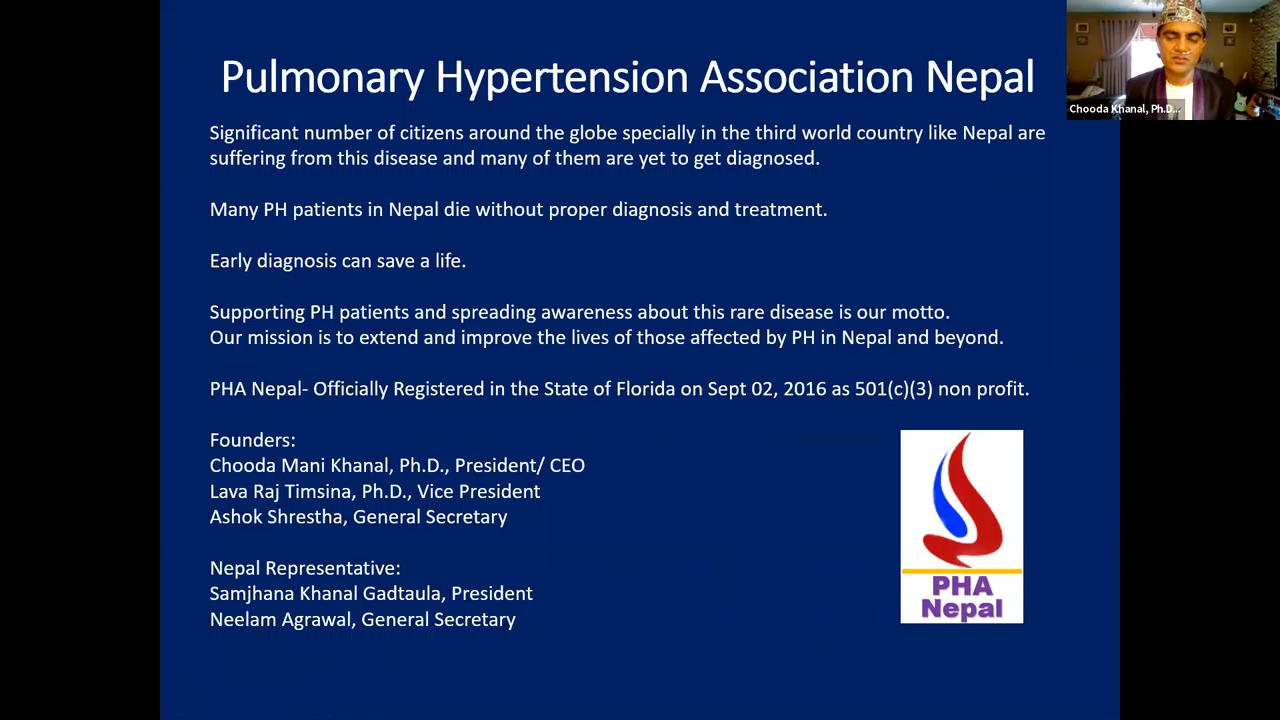 Pulmonary Hypertension Association Nepal
Chooda Khanal, Ph.D...
Significant number of citizens around the globe specially in the third world country like Nepal are
suffering from this disease and many of them are yet to get diagnosed.
Many PH patients in Nepal die without proper diagnosis and treatment.
Early diagnosis can save a life.
Supporting PH patients and spreading awareness about this rare disease is our motto.
Our mission is to extend and improve the lives of those affected by PH in Nepal and beyond.
PHA Nepal- Officially Registered in the State of Florida on Sept 02, 2016 as 501(c)(3) non profit.
Founders:
Chooda Mani Khanal, Ph.D., President/ CEO
Lava Raj Timsina, Ph.D., Vice President
Ashok Shrestha, General Secretary
Nepal Representative:
Samjhana Khanal Gadtaula, President
Neelam Agrawal, General Secretary
PHA
Nepal